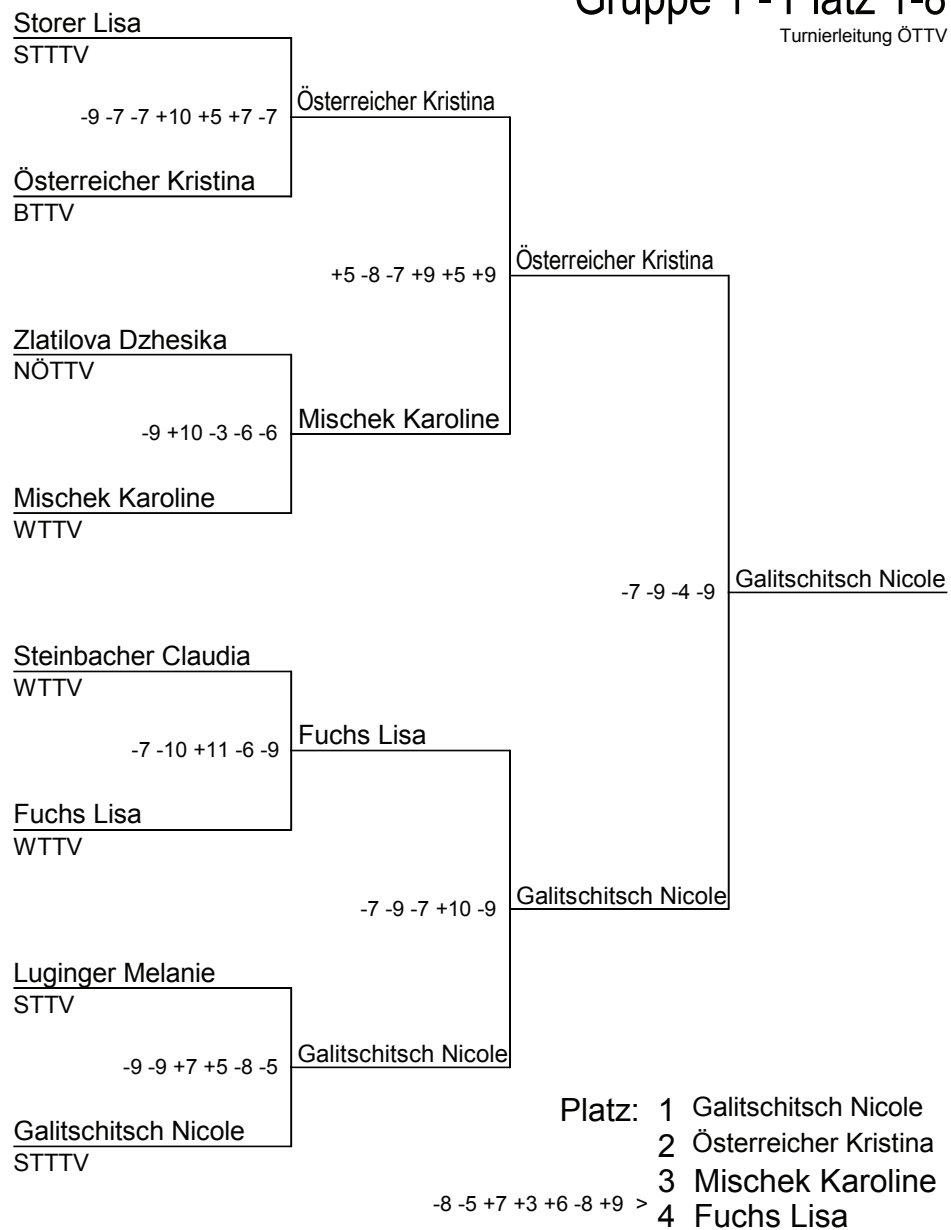 Gruppe 1 - Platz 1-8
Turnierleitung ÖTTV
Storer Lisa
STTTV
-9 -7 -7 +10 +5 +7 -7
Österreicher Kristina
Österreicher Kristina
BTTV
+5 -8 -7 +9 +5 +9
Österreicher Kristina
Zlatilova Dzhesika
NÖTTV
-9 +10 -3 -6 -6
Mischek Karoline
Mischek Karoline
WTTV
-7 -9 -4 -9
Galitschitsch Nicole
Steinbacher Claudia
WTTV
-7 -10 +11 -6 -9
Fuchs Lisa
Fuchs Lisa
WTTV
-7 -9 -7 +10 -9
Galitschitsch Nicole
Luginger Melanie
STTV
-9 -9 +7 +5 -8 -5
Galitschitsch Nicole
Galitschitsch Nicole
STTTV
Platz: 1 Galitschitsch Nicole
2 Österreicher Kristina
3 Mischek Karoline
-8 -5 +7 +3 +6 -8 +9 >
4 Fuchs Lisa